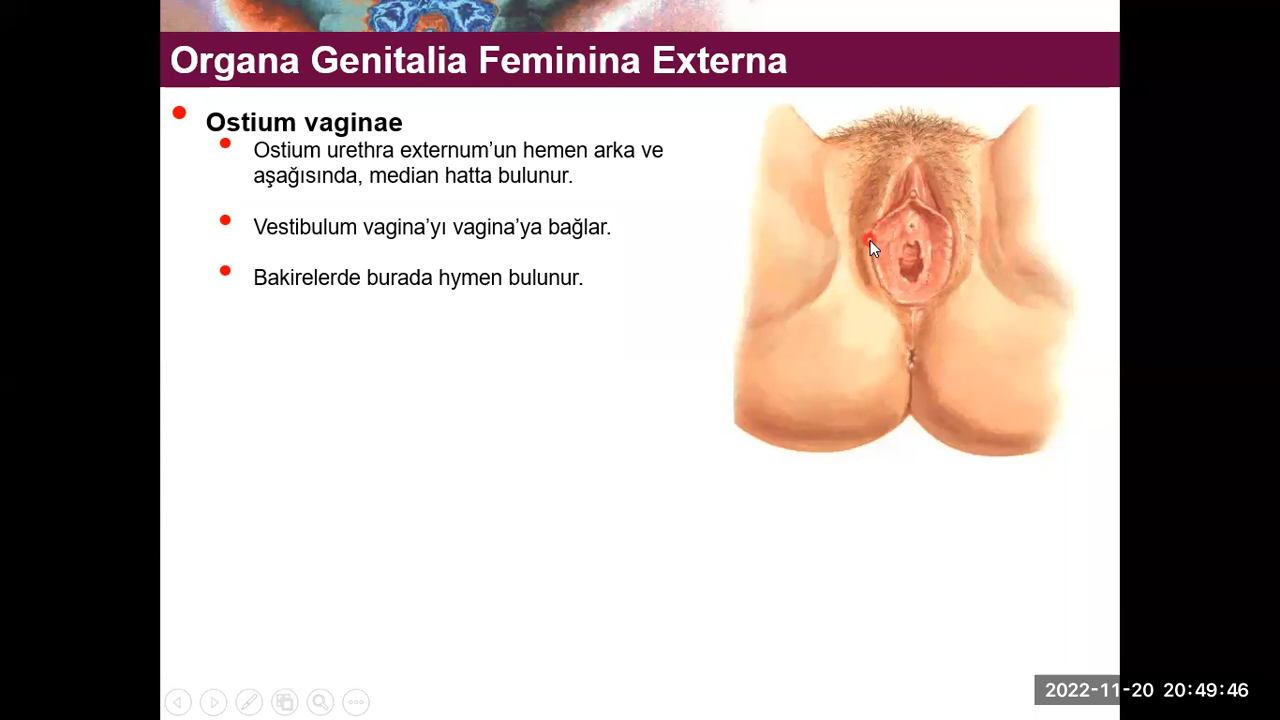 Organa Genitalia Feminina Externa
Ostium vaginae
Ostium urethra externum’un hemen arka ve
aşağısında, median hatta bulunur.
Vestibulum vagina’yı vagina’ya bağlar.
Bakirelerde burada hymen bulunur.
2022-11-20 20:49:46